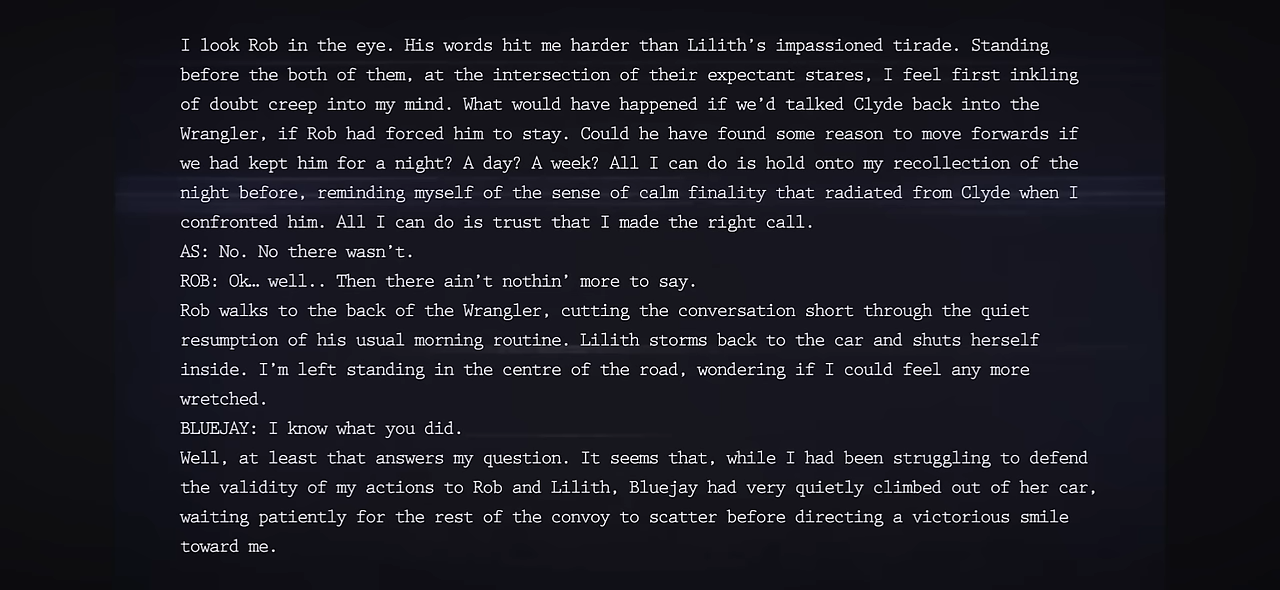 I look Rob in the eye. His words hit me harder than Lilith’s impassioned tirade. Standing
before the both of them, at the intersection of their expectant stares, I feel first inkling
of doubt creep into my mind. What would have happened if we’d talked Clyde back into the
Wrangler, if Rob had forced him to stay. Could he have found some reason to move forwards if
we had kept him for a night? A day? A week? All I can do is hold onto my recollection of the
night before, reminding myself of the sense of calm finality that radiated from Clyde when I
confronted him. All I can do is trust that I made the right call.
AS: No. No there wasn’t.
ROB: Ok… well.. Then there ain’t nothin’ more to say.
Rob walks to the back of the Wrangler, cutting the conversation short through the quiet
resumption of his usual morning routine. Lilith storms back to the car and shuts herself
inside. I’m left standing in the centre of the road, wondering if I could feel any more
wretched.
BLUEJAY: I know what you did.
Well, at least that answers my question. It seems that, while I had been struggling to defend
the validity of my actions to Rob and Lilith, Bluejay had very quietly climbed out of her car,
waiting patiently for the rest of the convoy to scatter before directing a victorious smile
toward me.